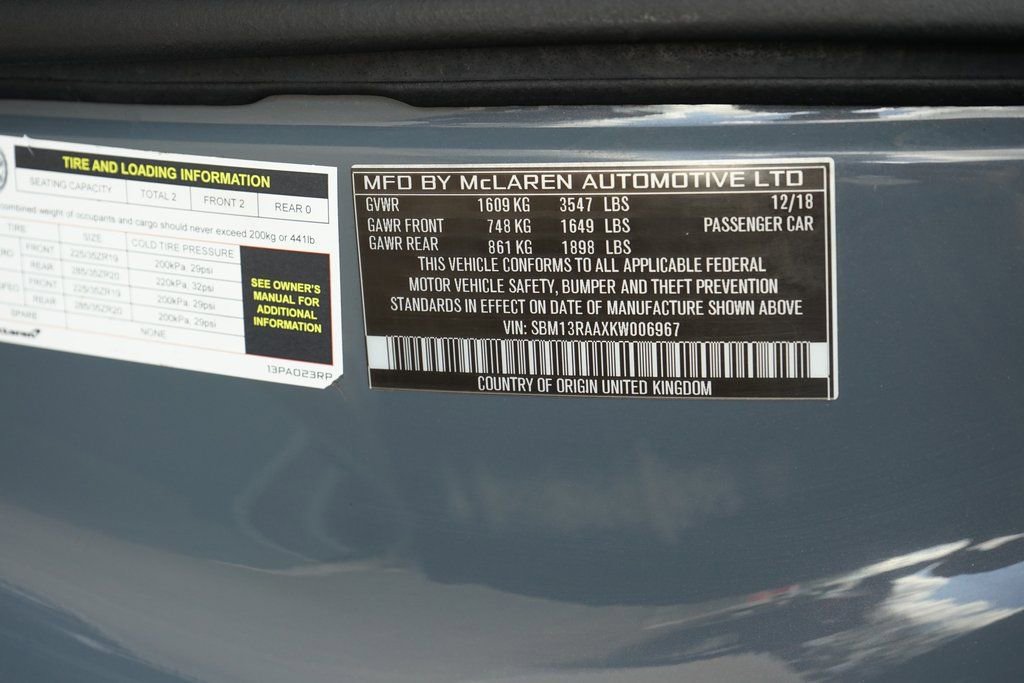 TIRE AND LOADING INFORMATION
SEATING CAPACITY TOTAL 2 FRONT 2 REAR 0
combined weight of occupants and cargo should never exceed 200kg or 441lb.
TIRE SIZE COLD TIRE PRESSURE
FRONT 225/35ZR19 200kPa, 29psi
REAR 285/35ZR20 220kPa, 32psi
FRONT 225/35ZR19 200kPa, 29psi
REAR 285/35ZR20 200kPa, 29psi
SPARE NONE
SEE OWNER'S
MANUAL FOR
ADDITIONAL
INFORMATION
13PA023RP
MFD BY McLAREN AUTOMOTIVE LTD
GVWR 1609 KG 3547 LBS 12/18
GAWR FRONT 748 KG 1649 LBS PASSENGER CAR
GAWR REAR 861 KG 1898 LBS
THIS VEHICLE CONFORMS TO ALL APPLICABLE FEDERAL
MOTOR VEHICLE SAFETY, BUMPER AND THEFT PREVENTION
STANDARDS IN EFFECT ON DATE OF MANUFACTURE SHOWN ABOVE
VIN: SBM13RAAXKW006967
COUNTRY OF ORIGIN UNITED KINGDOM